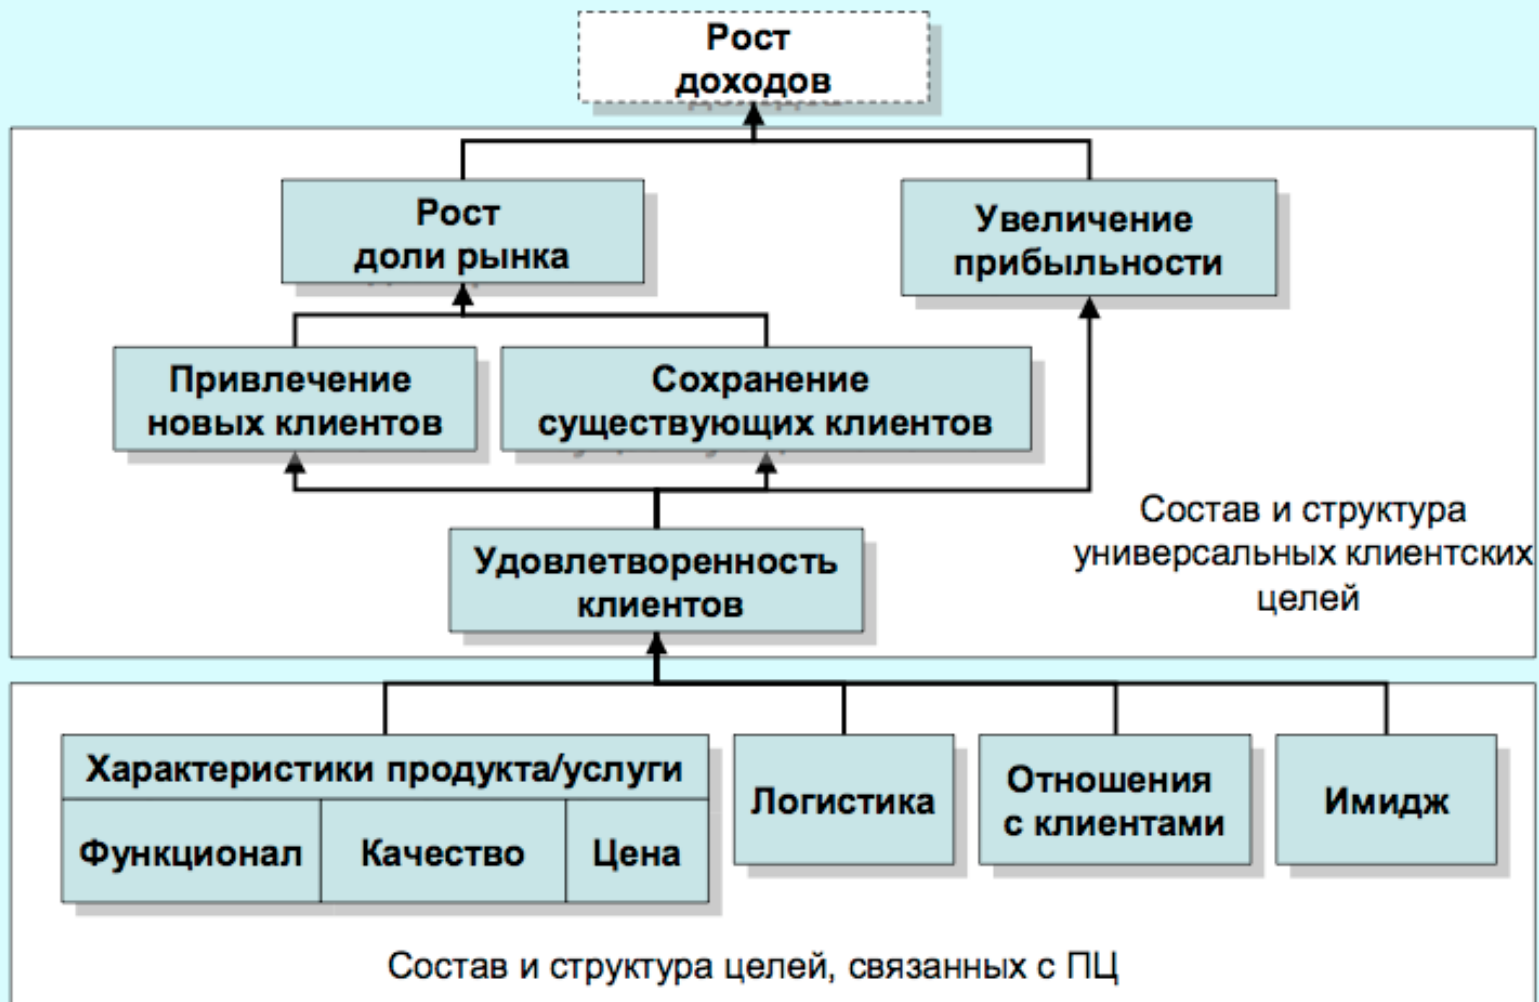 Рост
доходов
Рост
доли рынка
Увеличение
прибыльности
Привлечение
новых клиентов
Сохранение
существующих клиентов
Удовлетворенность
клиентов
Состав и структура
универсальных клиентских
целей
Характеристики продукта/услуги
Функционал
Качество
Цена
Логистика
Отношения
с клиентами
Имидж
Состав и структура целей, связанных с ПЦ